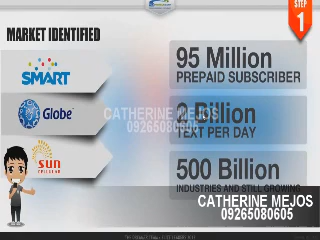 STEP
1
MARKET IDENTIFIED
SMART
95 Million
PREPAID SUBSCRIBER
Globe
2 Billion
TEXT PER DAY
CATHERINE MEJOS
09265080605
SUN
CELLULAR
500 Billion
INDUSTRIES AND STILL GROWING
CATHERINE MEJOS
09265080605